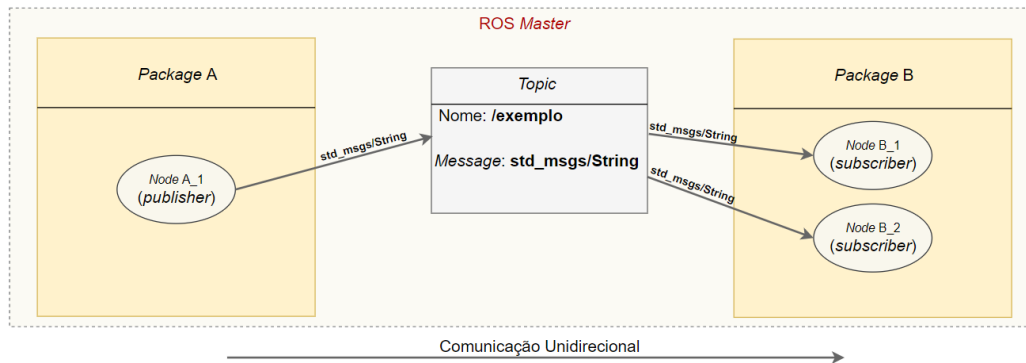 ROS Master
Package A
Node A_1
(publisher)
std_msgs/String
Topic
Nome: /exemplo
Message: std_msgs/String
std_msgs/String
std_msgs/String
Package B
Node B_1
(subscriber)
Node B_2
(subscriber)
Comunicação Unidirecional